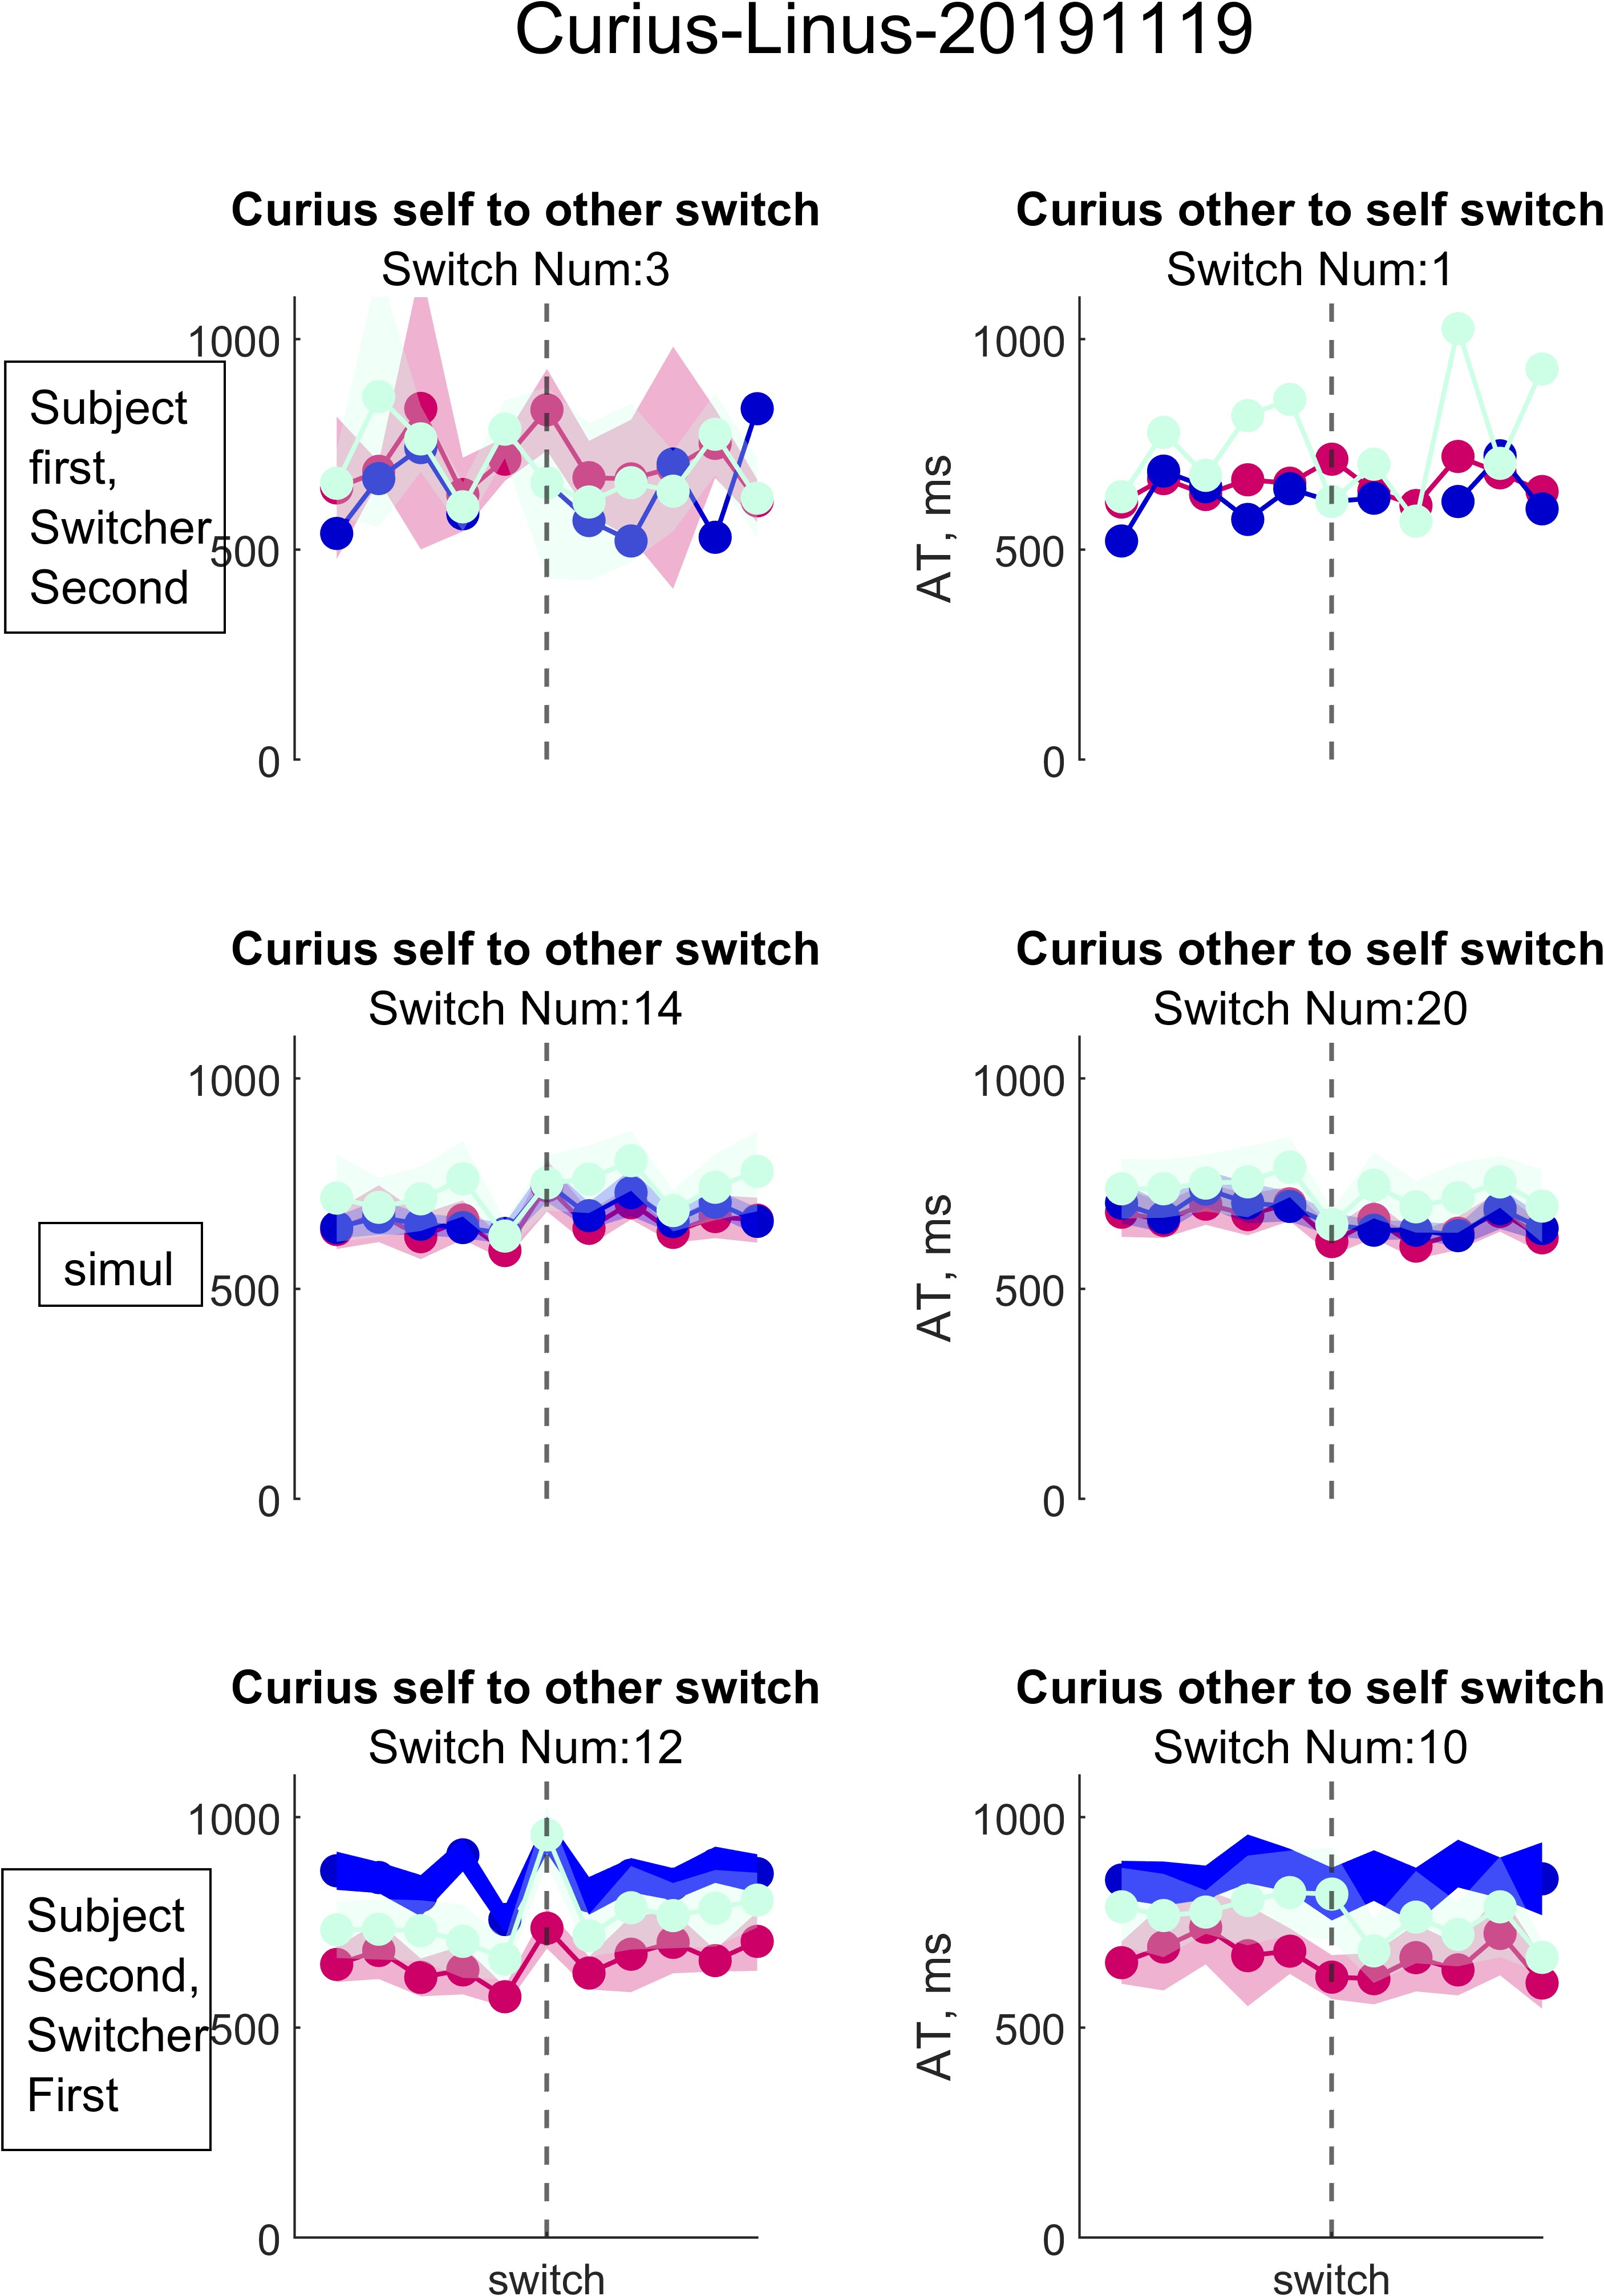 Curius-Linus-20191119
Curius self to other switch
Switch Num:3
Curius other to self switch
Switch Num:1
Subject
first,
Switcher
Second
1000
500
0
AT, ms
1000
500
0
Curius self to other switch
Switch Num:14
Curius other to self switch
Switch Num:20
simul
1000
500
0
AT, ms
1000
500
0
Curius self to other switch
Switch Num:12
Curius other to self switch
Switch Num:10
Subject
Second,
Switcher
First
1000
500
0
switch
AT, ms
1000
500
0
switch